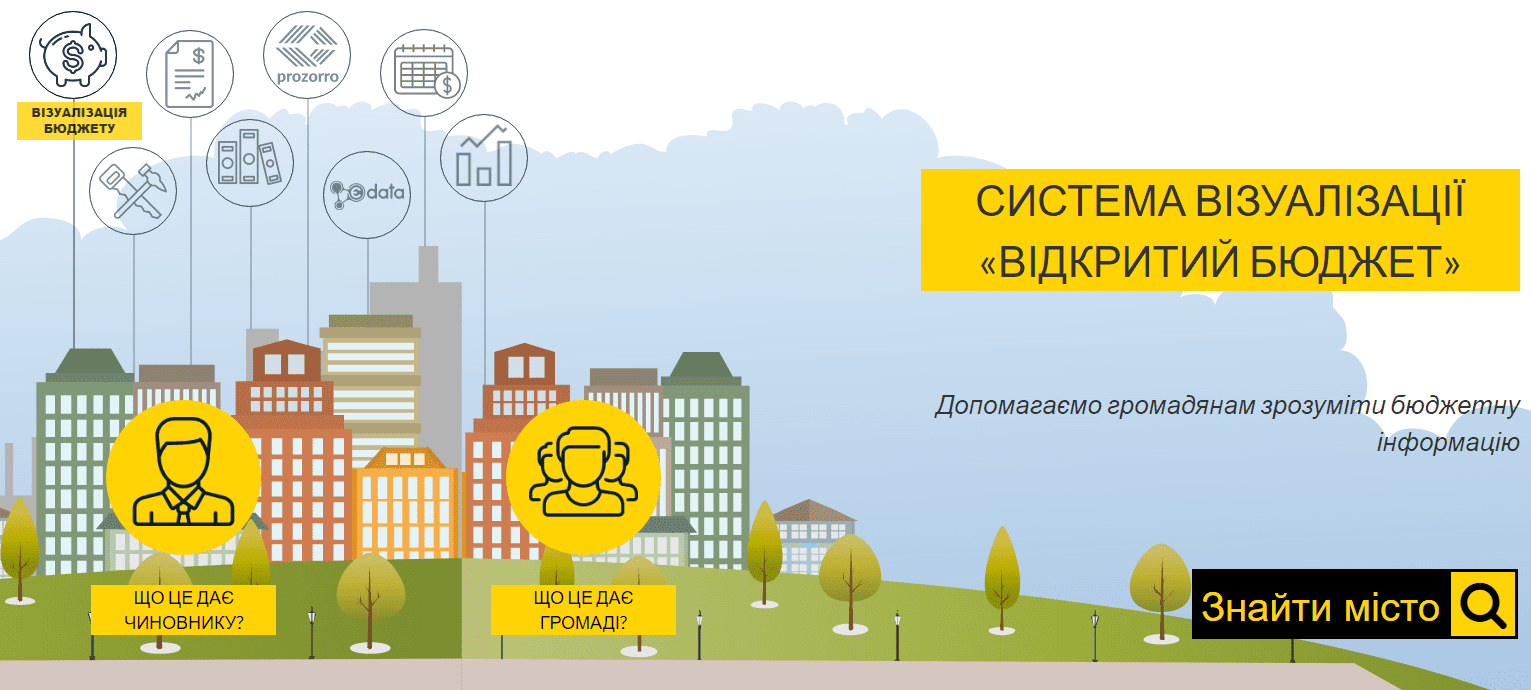 prozorro
ВІЗУАЛІЗАЦІЯ
БЮДЖЕТУ
edata
СИСТЕМА ВІЗУАЛІЗАЦІЇ
«ВІДКРИТИЙ БЮДЖЕТ»
Допомагаємо громадянам зрозуміти бюджетну
інформацію
ЩО ЦЕ ДАЄ
ЧИНОВНИКУ?
ЩО ЦЕ ДАЄ
ГРОМАДІ?
Знайти місто